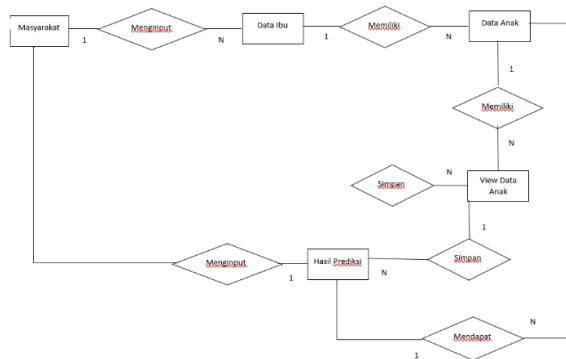 Masyarakat
1
Menginput
N
Data Ibu
1
Memiliki
N
Data Anak
1
Memiliki
N
Simpan
N
View Data
Anak
1
Menginput
1
Hasil Prediksi
N
Simpan
1
Mendapat
N